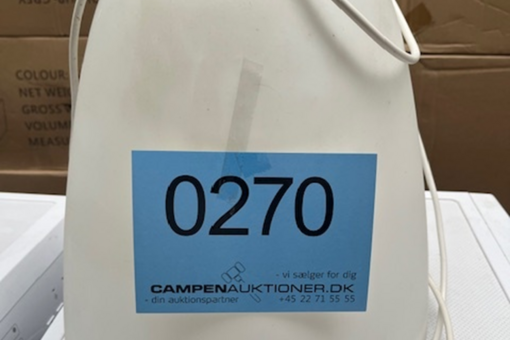 COLOUR:
NET WEI
GROSS
VOLUM
MEASU
0270
- vi sælger for dig
CAMPENAUKTIONER.DK
- din auktionspartner
+45 22 71 55 55